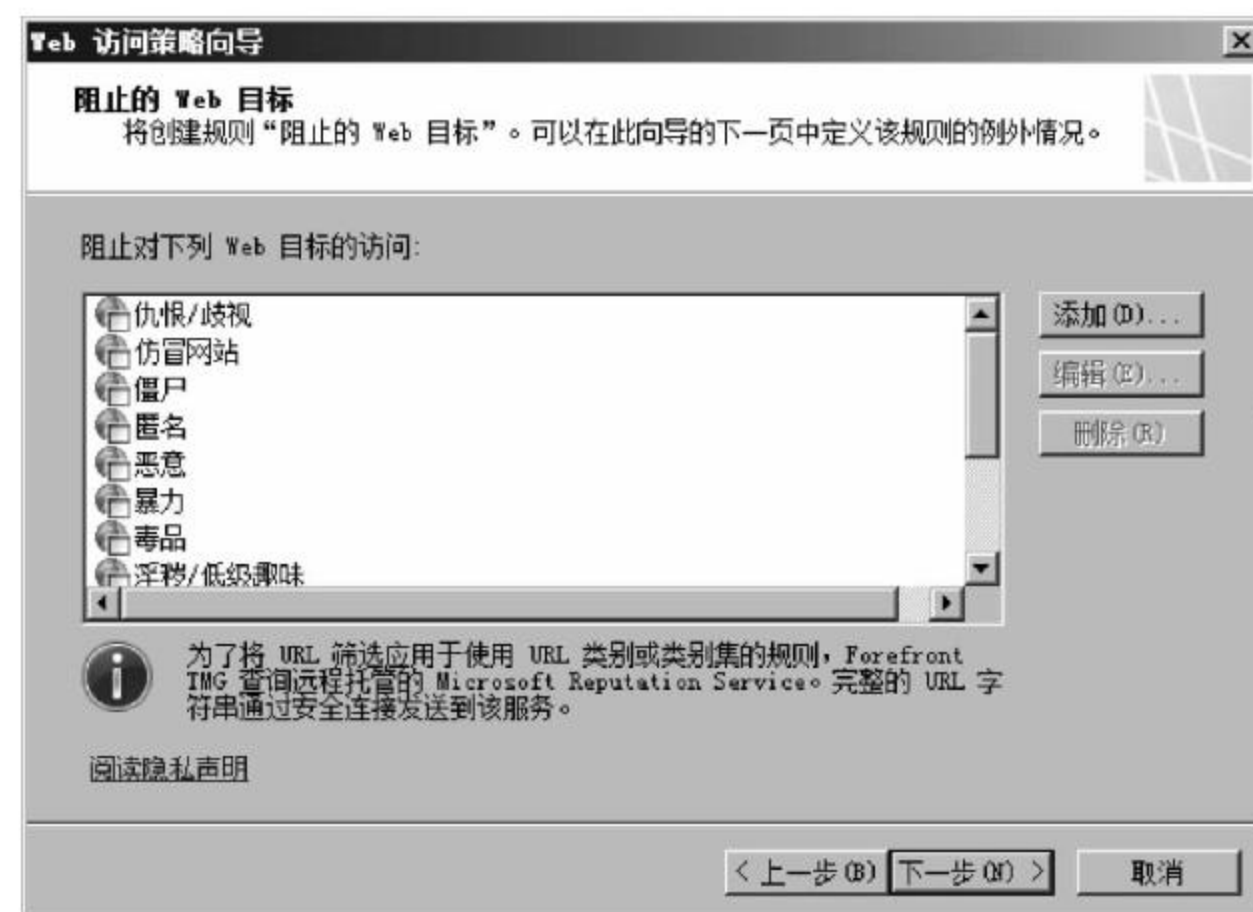 Web 访问策略向导
阻止的 Web 目标
将创建规则“阻止的 Web 目标”。可以在此向导的下一页中定义该规则的例外情况。
阻止对下列 Web 目标的访问:
仇恨/歧视
仿冒网站
僵尸
匿名
恶意
暴力
毒品
淫秽/低级趣味
添加(D)...
编辑(E)...
删除(R)
为了将 URL 筛选应用于使用 URL 类别或类别集的规则，Forefront
TMG 查询远程托管的 Microsoft Reputation Service。完整的 URL 字
符串通过安全连接发送到该服务。
阅读隐私声明
< 上一步(B)
下一步(N) >
取消